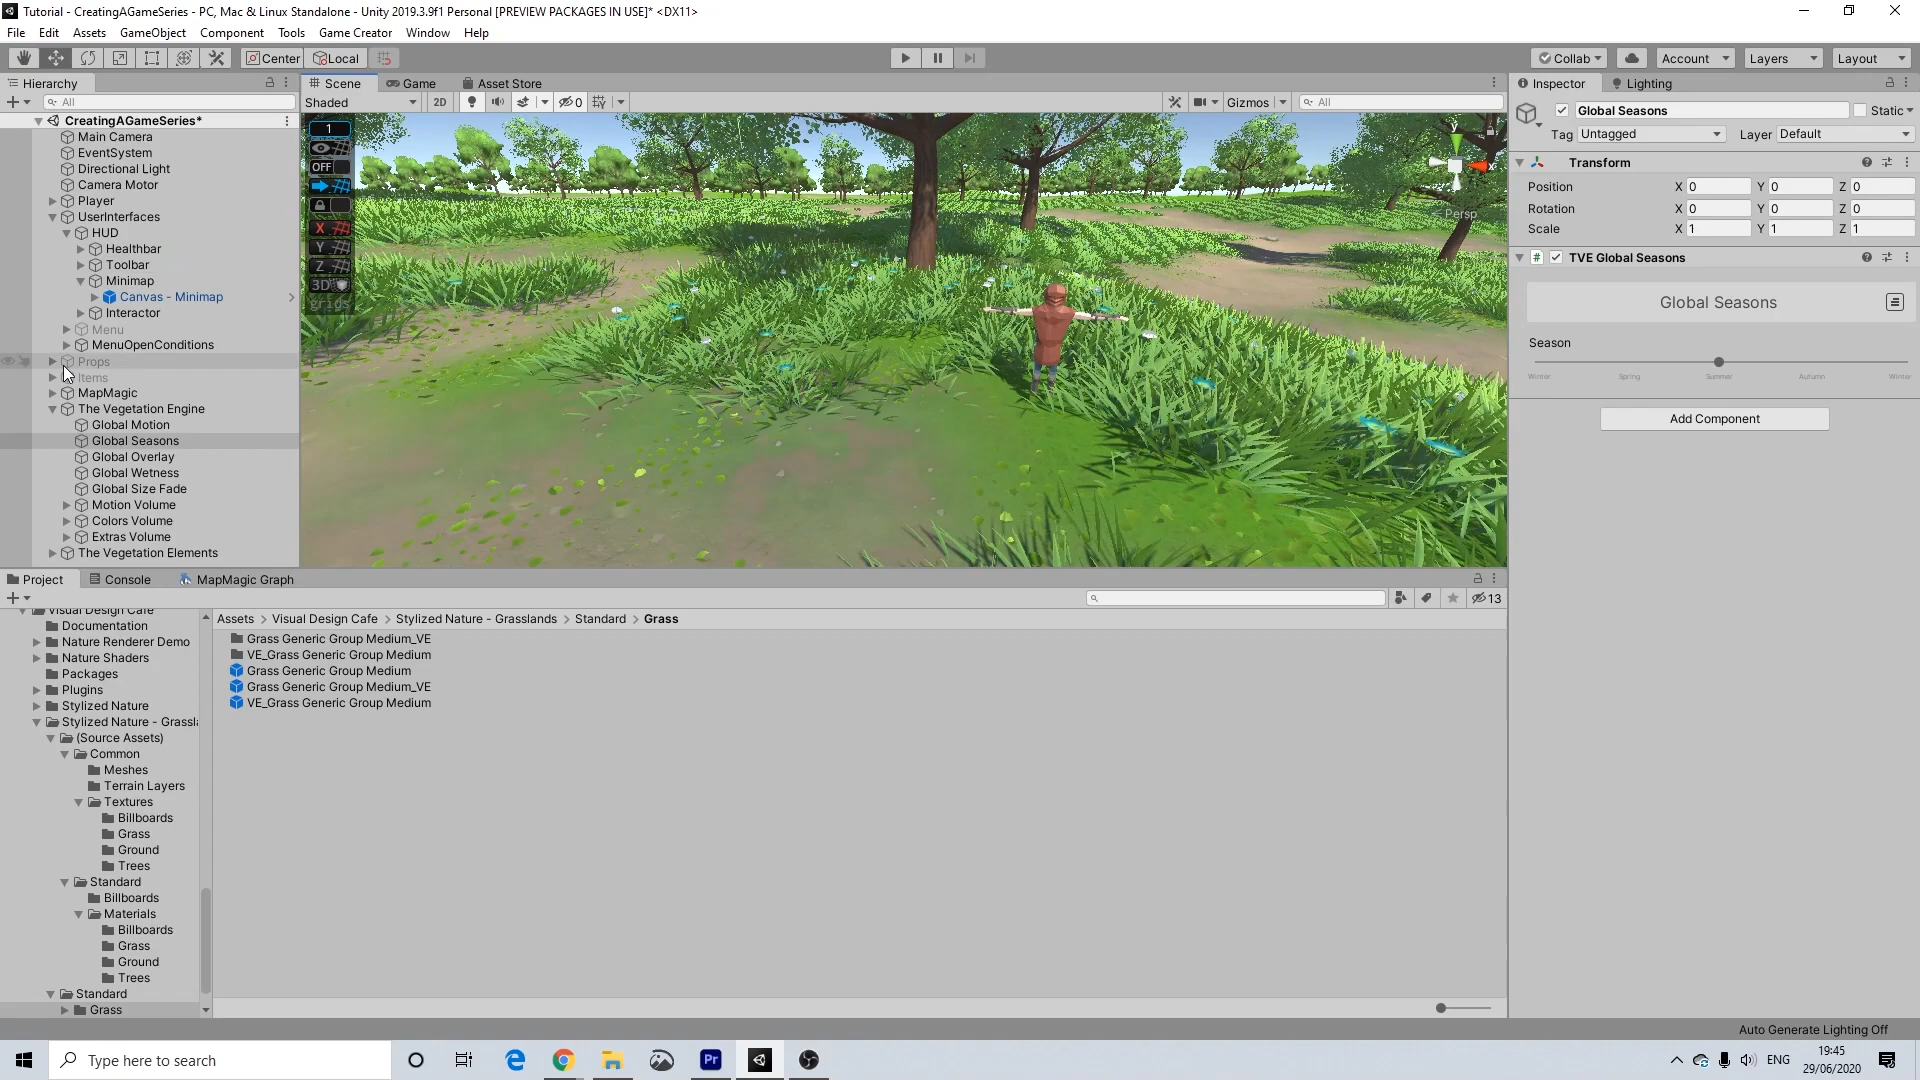 Tutorial - CreatingAGameSeries - PC, Mac & Linux Standalone - Unity 2019.3.9f1 Personal [PREVIEW PACKAGES IN USE]* <DX11>
File Edit Assets GameObject Component Tools Game Creator Window Help
Center Local Collab Account Layers Layout
Hierarchy
All
CreatingAGameSeries*
Main Camera
EventSystem
Directional Light
Camera Motor
Player
UserInterfaces
HUD
Healthbar
Toolbar
Minimap
Canvas - Minimap
Interactor
Menu
MenuOpenConditions
Props
Items
MapMagic
The Vegetation Engine
Global Motion
Global Seasons
Global Overlay
Global Wetness
Global Size Fade
Motion Volume
Colors Volume
Extras Volume
The Vegetation Elements
Scene Game Asset Store
Shaded 2D 0 Gizmos All
1
OFF
X
Y
Z
3D
grids
y
x
Persp
Inspector Lighting
Global Seasons Static
Tag Untagged Layer Default
Transform
Position X 0 Y 0 Z 0
Rotation X 0 Y 0 Z 0
Scale X 1 Y 1 Z 1
TVE Global Seasons
Global Seasons
Season
Winter Spring Summer Autumn Winter
Add Component
Project Console MapMagic Graph
13
Visual Design Cafe
Documentation
Nature Renderer Demo
Nature Shaders
Packages
Plugins
Stylized Nature
Stylized Nature - Grassl
(Source Assets)
Common
Meshes
Terrain Layers
Textures
Billboards
Grass
Ground
Trees
Standard
Billboards
Materials
Billboards
Grass
Ground
Trees
Standard
Grass
Assets > Visual Design Cafe > Stylized Nature - Grasslands > Standard > Grass
Grass Generic Group Medium_VE
VE_Grass Generic Group Medium
Grass Generic Group Medium
Grass Generic Group Medium_VE
VE_Grass Generic Group Medium
Auto Generate Lighting Off
Type here to search
Pr
ENG
19:45
29/06/2020